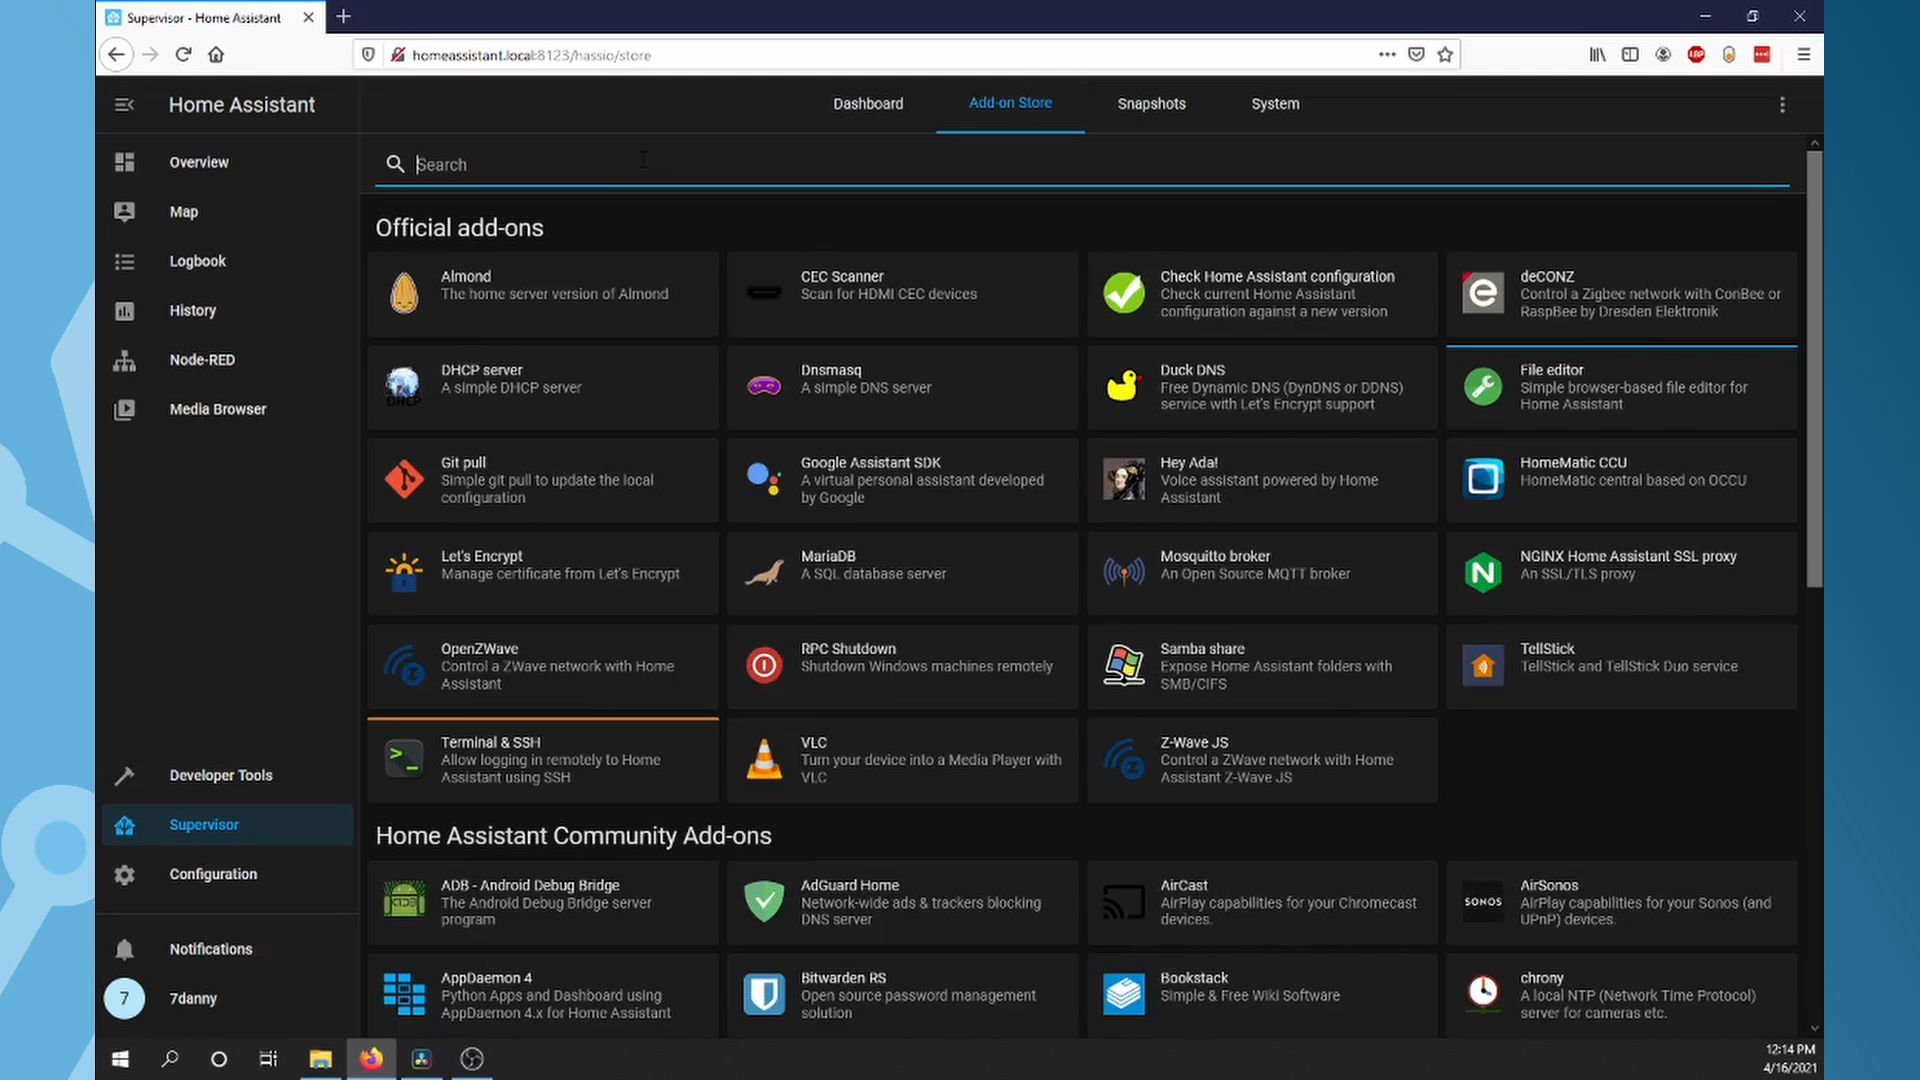 Supervisor - Home Assistant
homeassistant.local:8123/hassio/store
Home Assistant
Dashboard
Add-on Store
Snapshots
System
Overview
Map
Logbook
History
Node-RED
Media Browser
Developer Tools
Supervisor
Configuration
Notifications
7
7danny
Search
Official add-ons
Almond
The home server version of Almond
CEC Scanner
Scan for HDMI CEC devices
Check Home Assistant configuration
Check current Home Assistant
configuration against a new version
deCONZ
Control a Zigbee network with ConBee or
RaspBee by Dresden Elektronik
DHCP
DHCP server
A simple DHCP server
Dnsmasq
A simple DNS server
Duck DNS
Free Dynamic DNS (DynDNS or DDNS)
service with Let's Encrypt support
File editor
Simple browser-based file editor for
Home Assistant
Git pull
Simple git pull to update the local
configuration
Google Assistant SDK
A virtual personal assistant developed
by Google
Hey Ada!
Voice assistant powered by Home
Assistant
HomeMatic CCU
HomeMatic central based on OCCU
Let's Encrypt
Manage certificate from Let's Encrypt
MariaDB
A SQL database server
Mosquitto broker
An Open Source MQTT broker
N
NGINX Home Assistant SSL proxy
An SSL/TLS proxy
OpenZWave
Control a ZWave network with Home
Assistant
RPC Shutdown
Shutdown Windows machines remotely
Samba share
Expose Home Assistant folders with
SMB/CIFS
TellStick
TellStick and TellStick Duo service
Terminal & SSH
Allow logging in remotely to Home
Assistant using SSH
VLC
Turn your device into a Media Player with
VLC
Z-Wave JS
Control a ZWave network with Home
Assistant Z-Wave JS
Home Assistant Community Add-ons
ADB - Android Debug Bridge
The Android Debug Bridge server
program
AdGuard Home
Network-wide ads & trackers blocking
DNS server
AirCast
AirPlay capabilities for your Chromecast
devices.
SONOS
AirSonos
AirPlay capabilities for your Sonos (and
UPnP) devices.
AppDaemon 4
Python Apps and Dashboard using
AppDaemon 4.x for Home Assistant
Bitwarden RS
Open source password management
solution
Bookstack
Simple & Free Wiki Software
chrony
A local NTP (Network Time Protocol)
server for cameras etc.
12:14 PM
4/16/2021